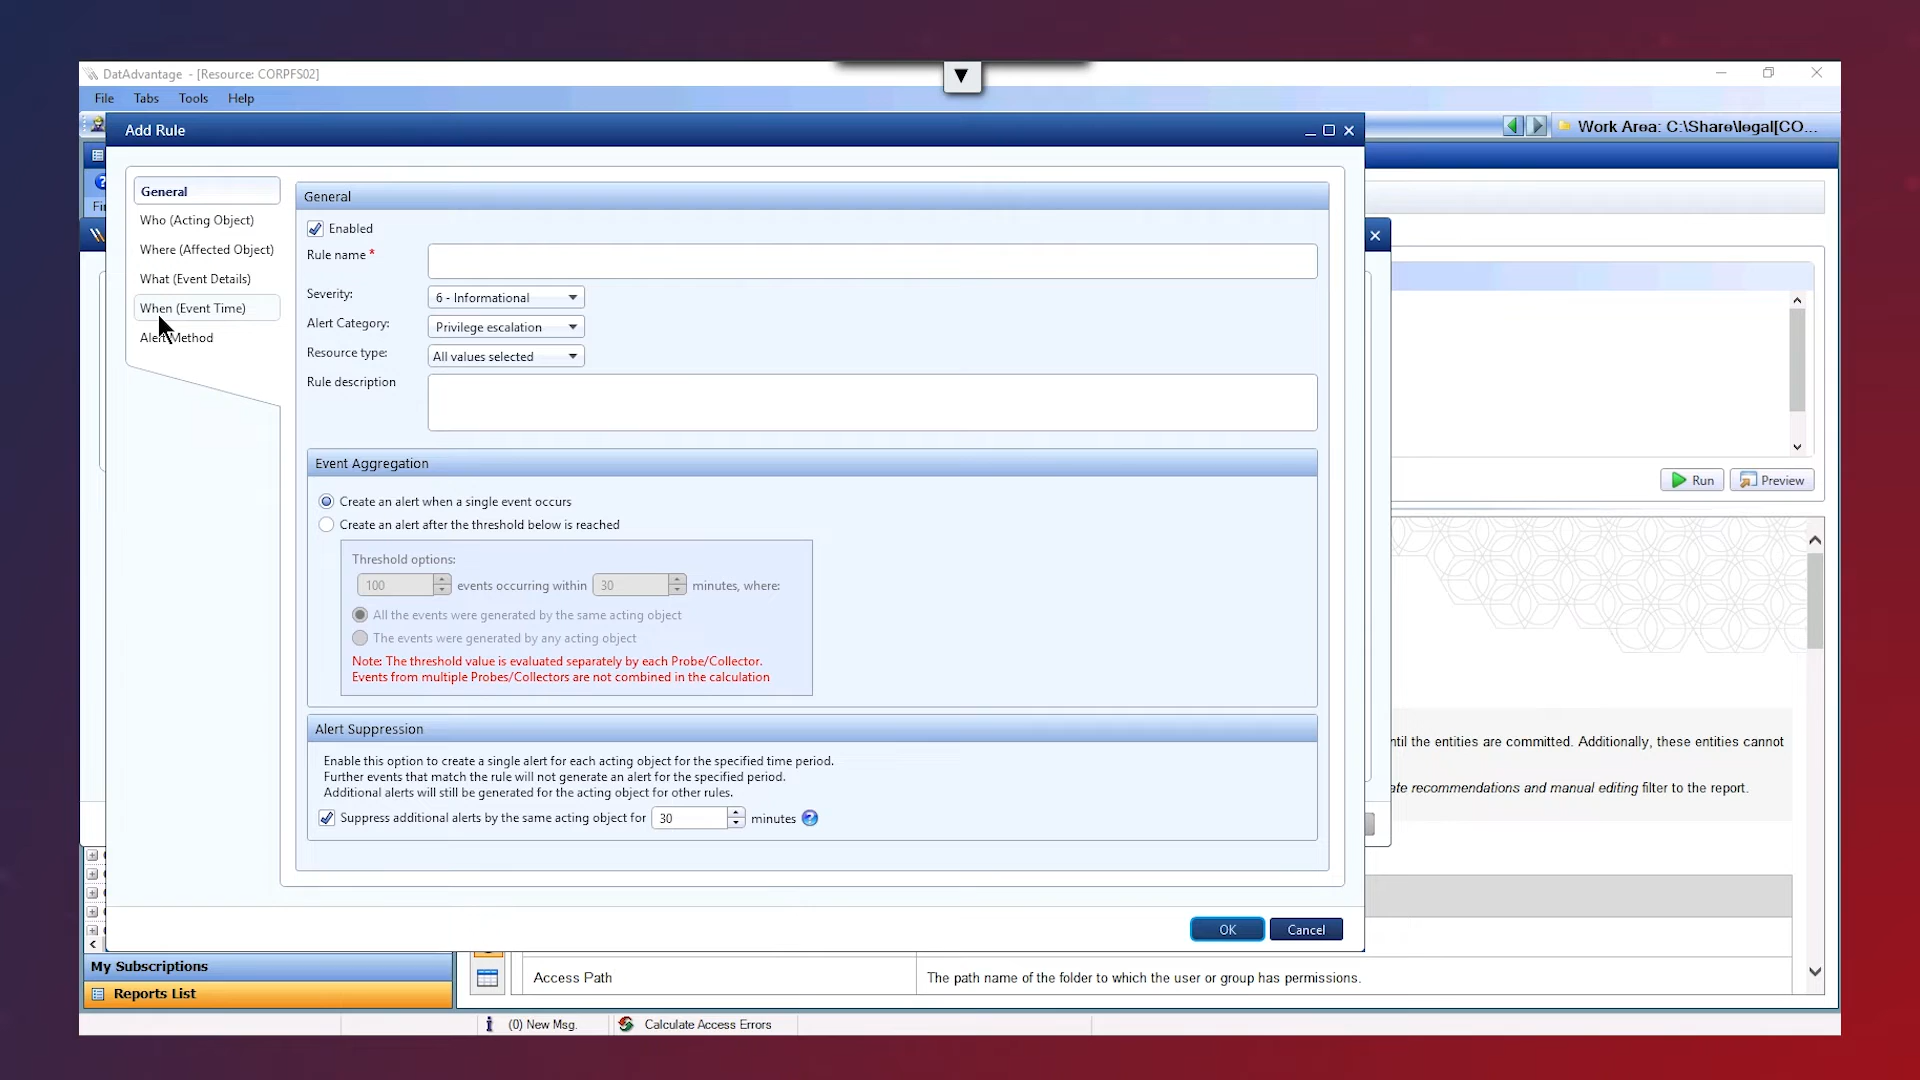 DatAdvantage - [Resource: CORPFS02]
File Tabs Tools Help
Add Rule
Work Area: C:\Share\legal[CO...
General
Who (Acting Object)
Where (Affected Object)
What (Event Details)
When (Event Time)
Alert Method
General
Enabled
Rule name *
Severity: 6 - Informational
Alert Category: Privilege escalation
Resource type: All values selected
Rule description
Event Aggregation
Create an alert when a single event occurs
Create an alert after the threshold below is reached
Threshold options:
100 events occurring within 30 minutes, where:
All the events were generated by the same acting object
The events were generated by any acting object
Note: The threshold value is evaluated separately by each Probe/Collector.
Events from multiple Probes/Collectors are not combined in the calculation
Alert Suppression
Enable this option to create a single alert for each acting object for the specified time period.
Further events that match the rule will not generate an alert for the specified period.
Additional alerts will still be generated for the acting object for other rules.
Suppress additional alerts by the same acting object for 30 minutes
OK Cancel
Run Preview
the entities are committed. Additionally, these entities cannot
recommendations and manual editing filter to the report.
My Subscriptions
Reports List
Access Path The path name of the folder to which the user or group has permissions.
(0) New Msg. Calculate Access Errors